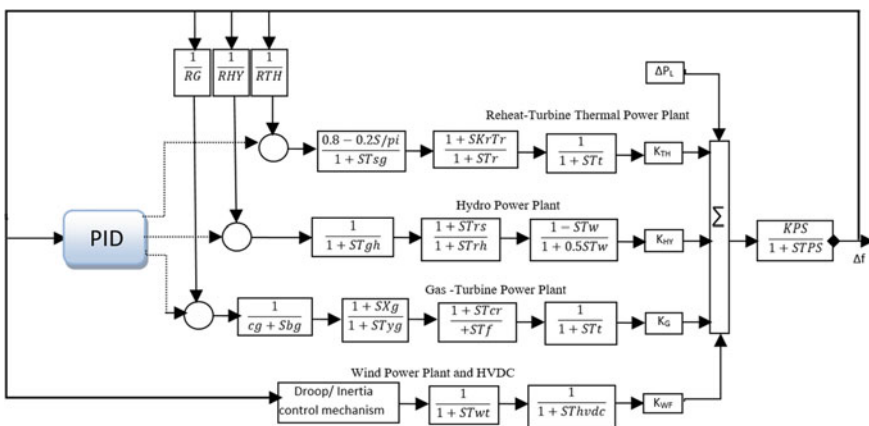 1
RG
1
RHY
1
RTH
ΔPL
Reheat-Turbine Thermal Power Plant
0.8 − 0.2S/pi
1 + STsg
1 + SKrTr
1 + STr
1
1 + STt
KTH
Hydro Power Plant
PID
1
1 + STgh
1 + STrs
1 + STrh
1 − STw
1 + 0.5STw
KHY
Σ
KPS
1 + STPS
Δf
Gas -Turbine Power Plant
1
cg + Sbg
1 + SXg
1 + STyg
1 + STcr
+STf
1
1 + STt
KG
Wind Power Plant and HVDC
Droop/ Inertia
control mechanism
1
1 + STwt
1
1 + SThvdc
KWF